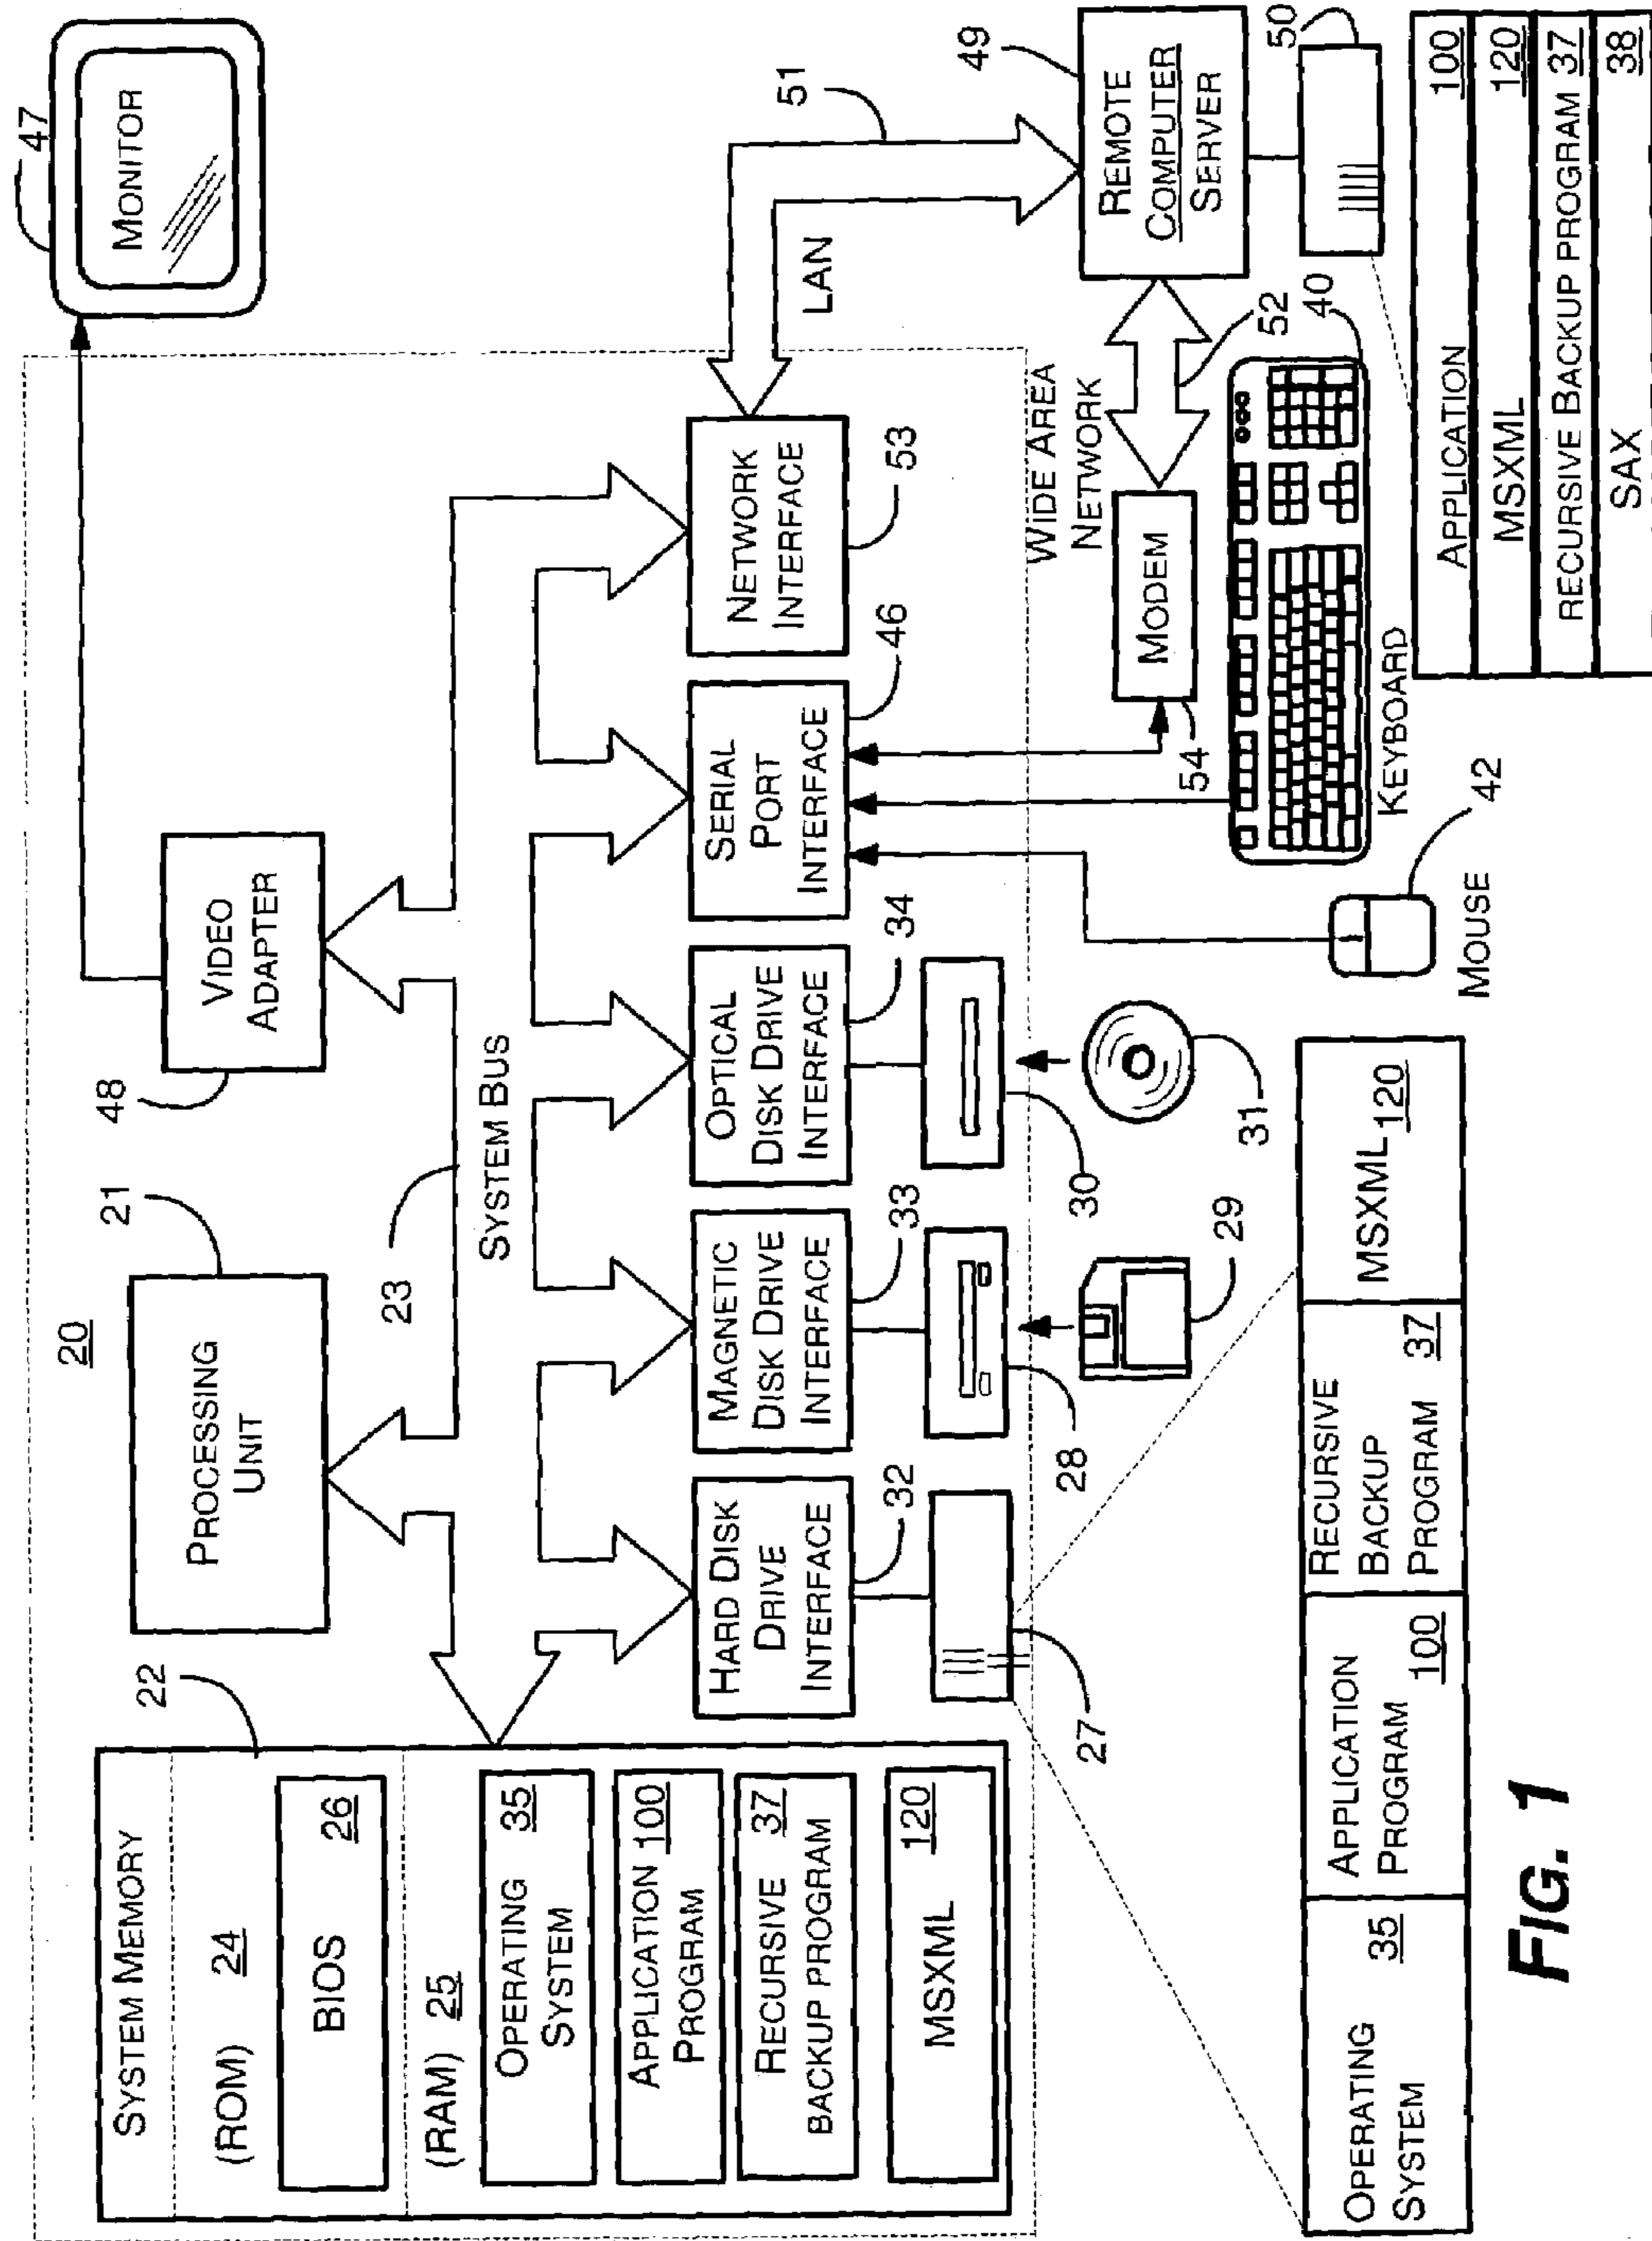 20
SYSTEM MEMORY
22
(ROM) 24
BIOS 26
(RAM) 25
OPERATING 35
SYSTEM
APPLICATION 100
PROGRAM
RECURSIVE 37
BACKUP PROGRAM
MSXML 120
PROCESSING
UNIT
21
VIDEO
ADAPTER
48
MONITOR
47
23
SYSTEM BUS
HARD DISK
DRIVE
INTERFACE
32
MAGNETIC
DISK DRIVE
INTERFACE
33
OPTICAL
DISK DRIVE
INTERFACE
34
SERIAL
PORT
INTERFACE
46
NETWORK
INTERFACE
53
LAN
51
27
28
29
30
31
MODEM
54
WIDE AREA
NETWORK
52
REMOTE
COMPUTER
SERVER
49
50
KEYBOARD
40
MOUSE
42
OPERATING
SYSTEM 35
APPLICATION
PROGRAM
100
RECURSIVE
BACKUP
PROGRAM 37
MSXML 120
APPLICATION 100
MSXML 120
RECURSIVE BACKUP PROGRAM 37
SAX 38
FIG. 1